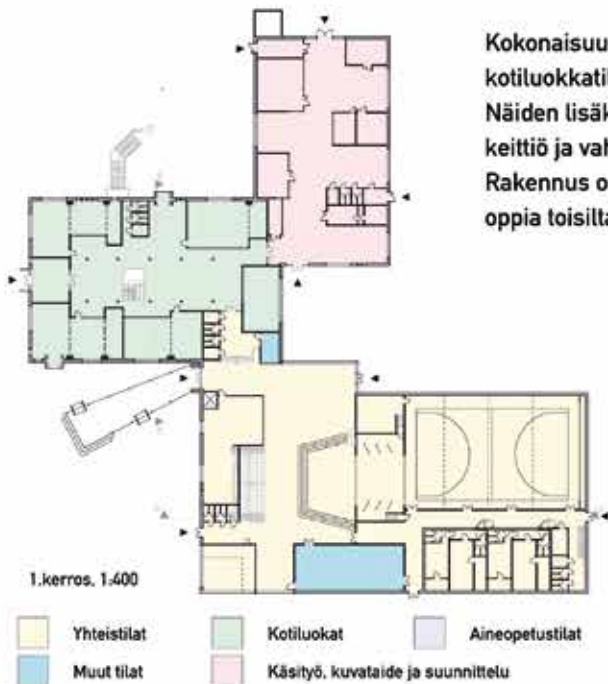 Kokonaisuu
kotiluokkatil
Näiden lisäk
keittiö ja vah
Rakennus o
oppia toisilta
1.kerros, 1:400
Yhteistilat
Kotiluokat
Aineopetustilat
Muut tilat
Käsityö, kuvataide ja suunnittelu